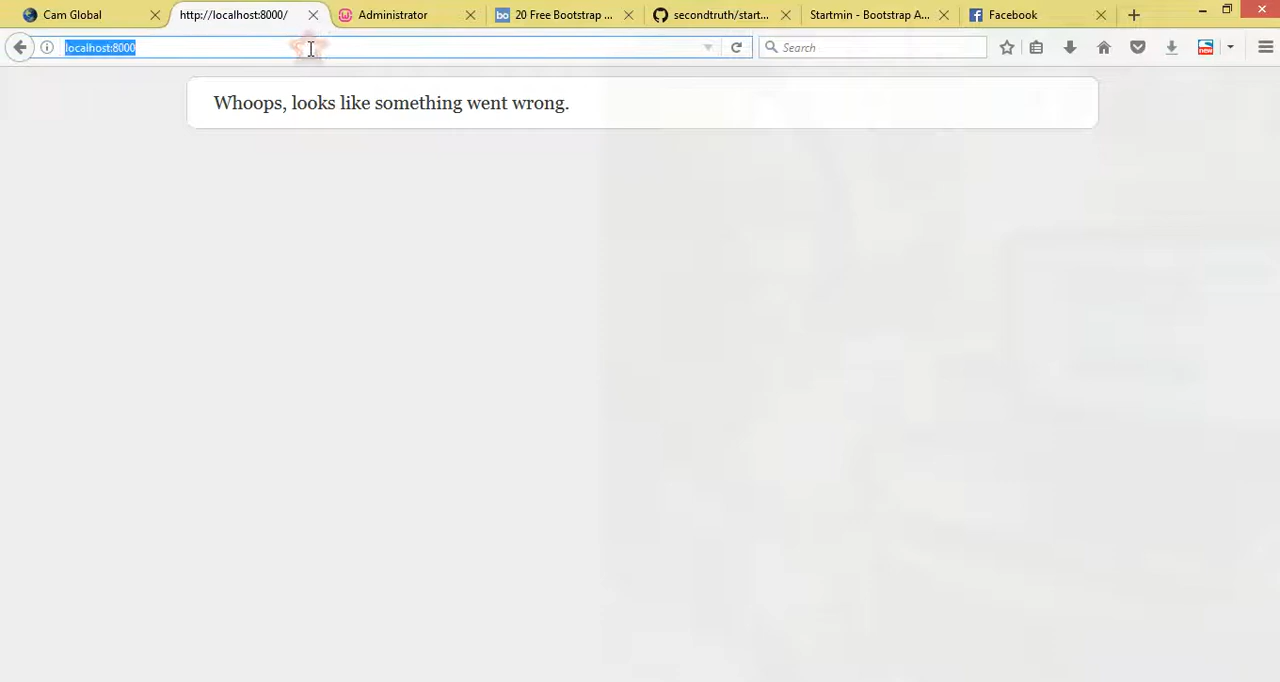 Cam Global
http://localhost:8000/
Administrator
20 Free Bootstrap ...
secondtruth/start...
Startmin - Bootstrap A...
Facebook
localhost:8000
Search
Whoops, looks like something went wrong.